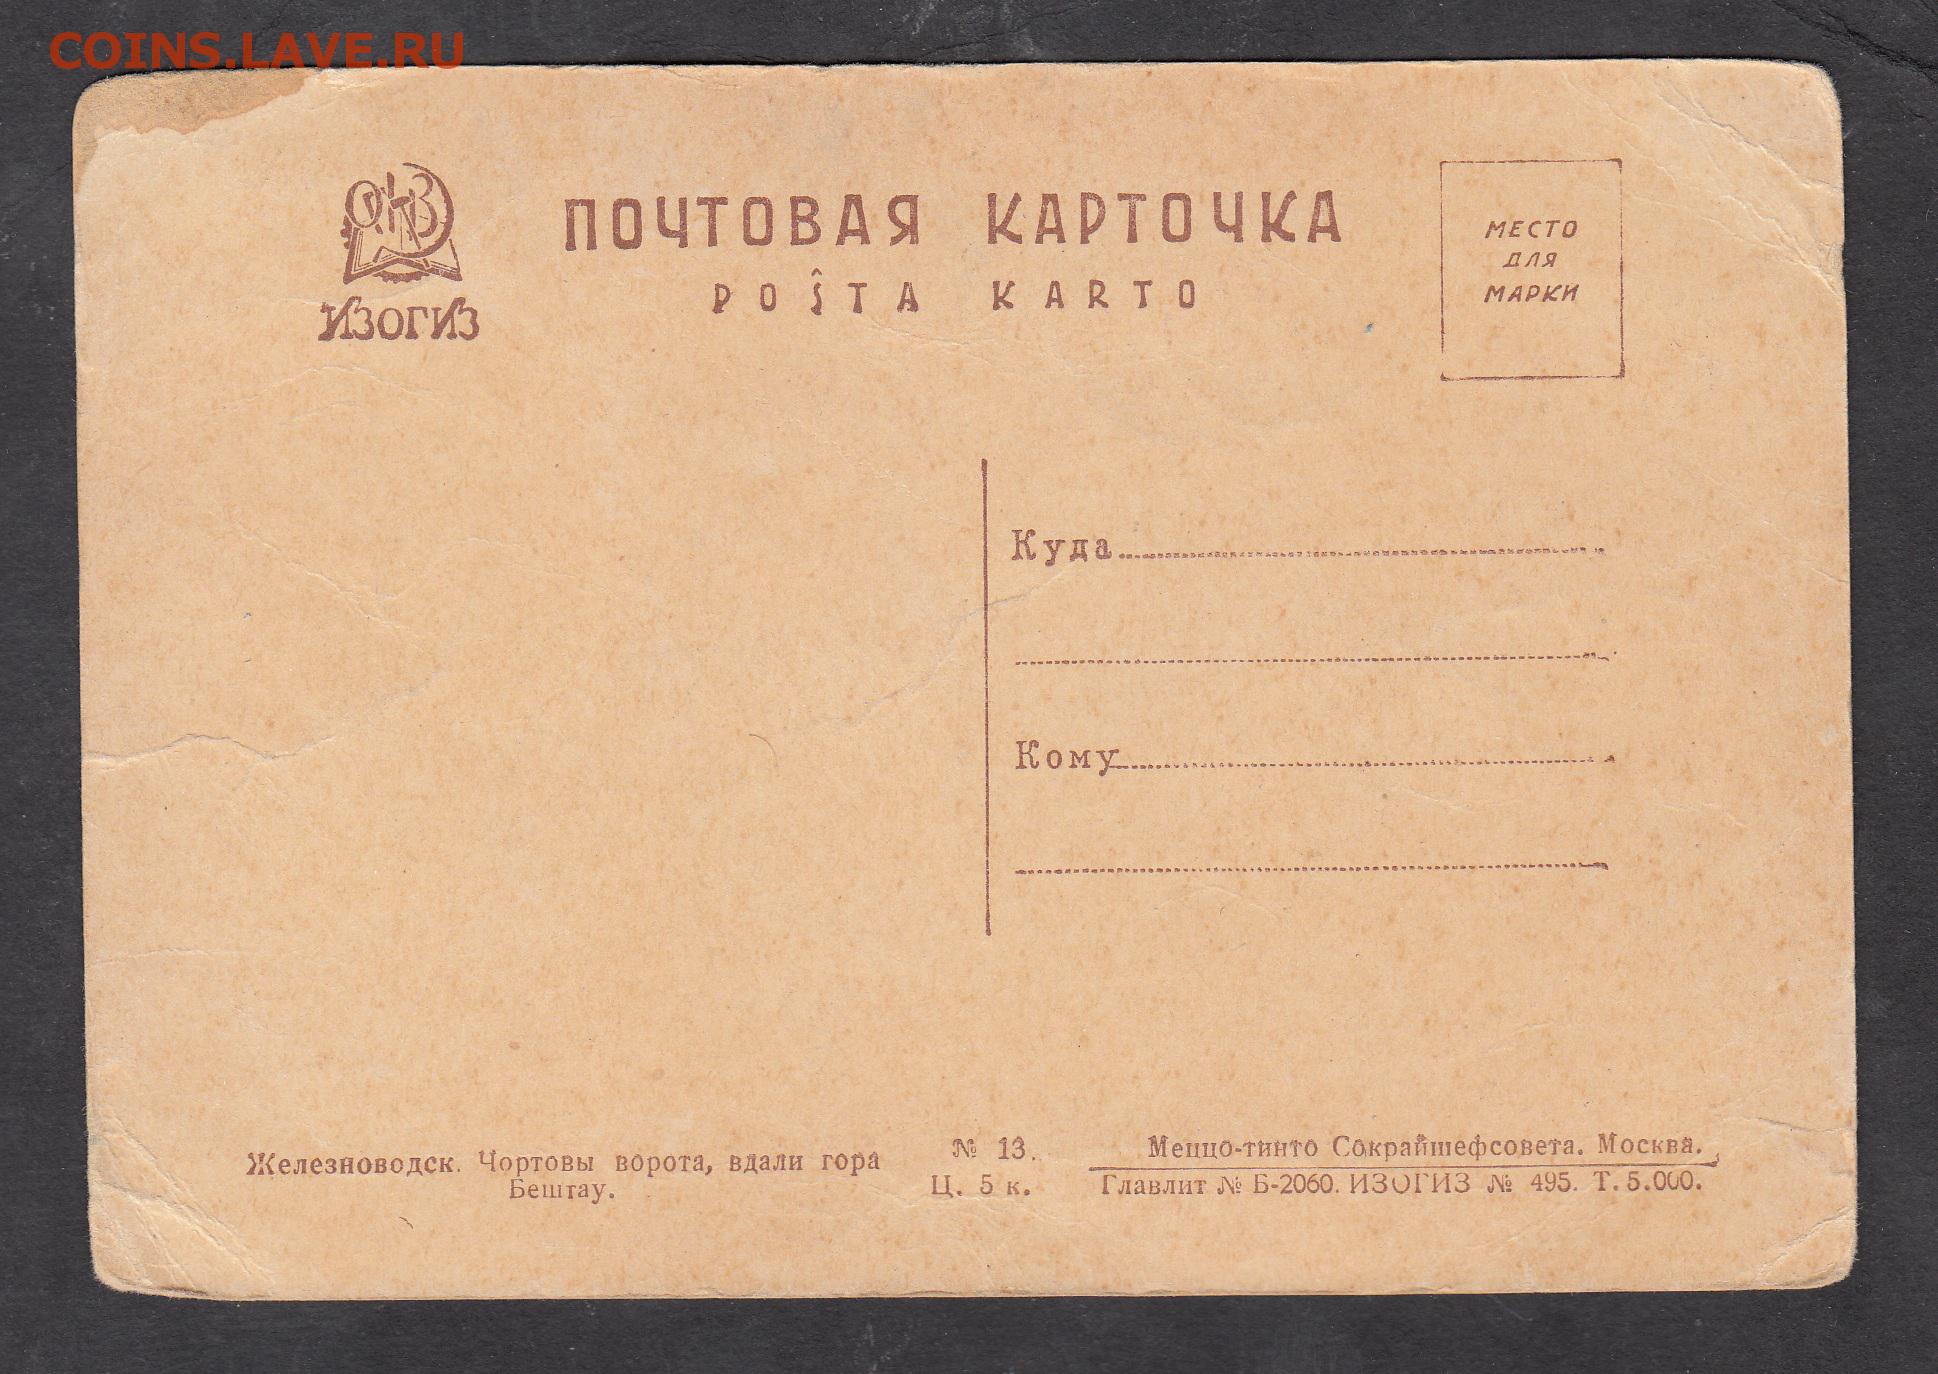 COINS.LAVE.RU
ОГИЗ
ИЗОГИЗ
ПОЧТОВАЯ КАРТОЧКА
POŜTA KARTO
МЕСТО
ДЛЯ
МАРКИ
Куда
Кому
Железноводск. Чортовы ворота, вдали гора
Бештау.
№ 13.
Ц. 5 к.
Меццо-тинто Сокрайшефсовета. Москва.
Главлит № Б-2060. ИЗОГИЗ № 495. Т. 5.000.